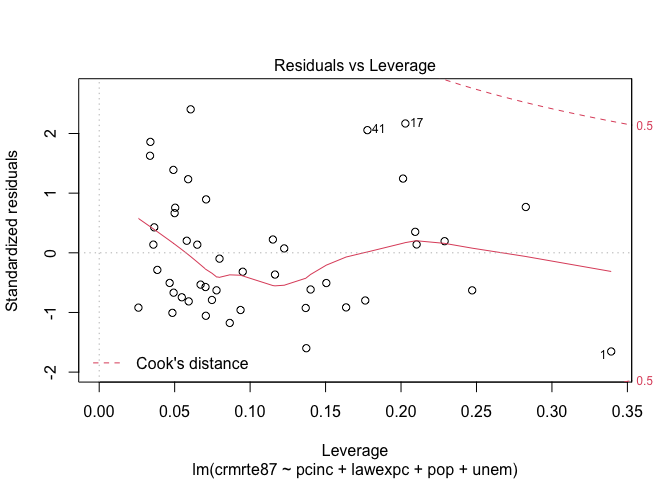 Residuals vs Leverage
Standardized residuals
2
1
0
-1
-2
41
17
1
0.5
0.5
Cook's distance
0.00 0.05 0.10 0.15 0.20 0.25 0.30 0.35
Leverage
lm(crmrte87 ~ pcinc + lawexpc + pop + unem)